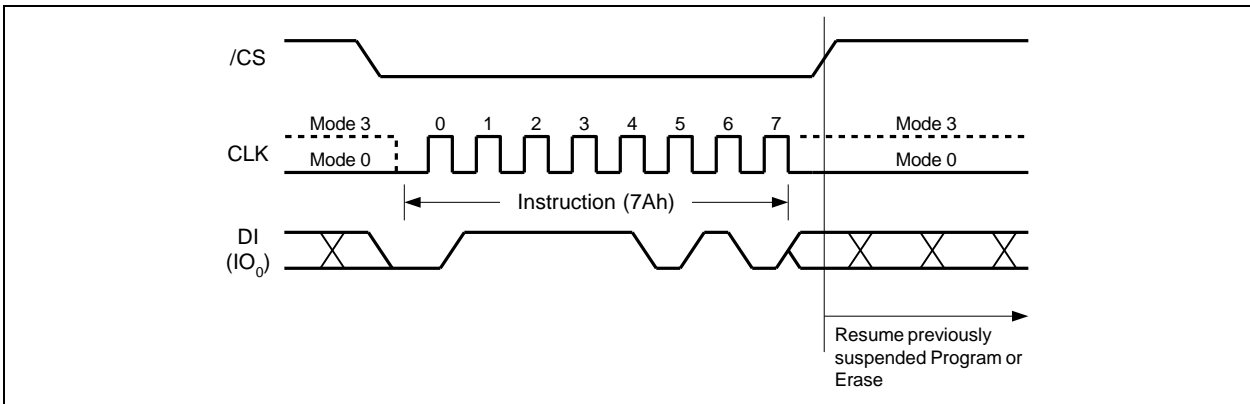 /CS
Mode 3 0 1 2 3 4 5 6 7 Mode 3
CLK
Mode 0 Mode 0
Instruction (7Ah)
DI
(IO₀)
Resume previously
suspended Program or
Erase